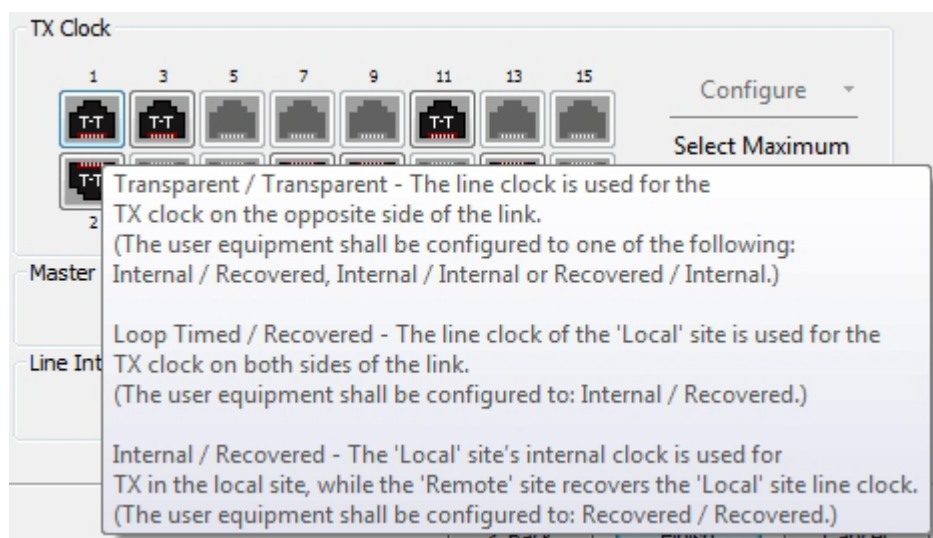 TX Clock
1 3 5 7 9 11 13 15
T-T T-T T-T
Configure
Select Maximum
T-T
2
Transparent / Transparent - The line clock is used for the
TX clock on the opposite side of the link.
(The user equipment shall be configured to one of the following:
Internal / Recovered, Internal / Internal or Recovered / Internal.)
Master
Loop Timed / Recovered - The line clock of the 'Local' site is used for the
TX clock on both sides of the link.
Line Int
(The user equipment shall be configured to: Internal / Recovered.)
Internal / Recovered - The 'Local' site's internal clock is used for
TX in the local site, while the 'Remote' site recovers the 'Local' site line clock.
(The user equipment shall be configured to: Recovered / Recovered.)